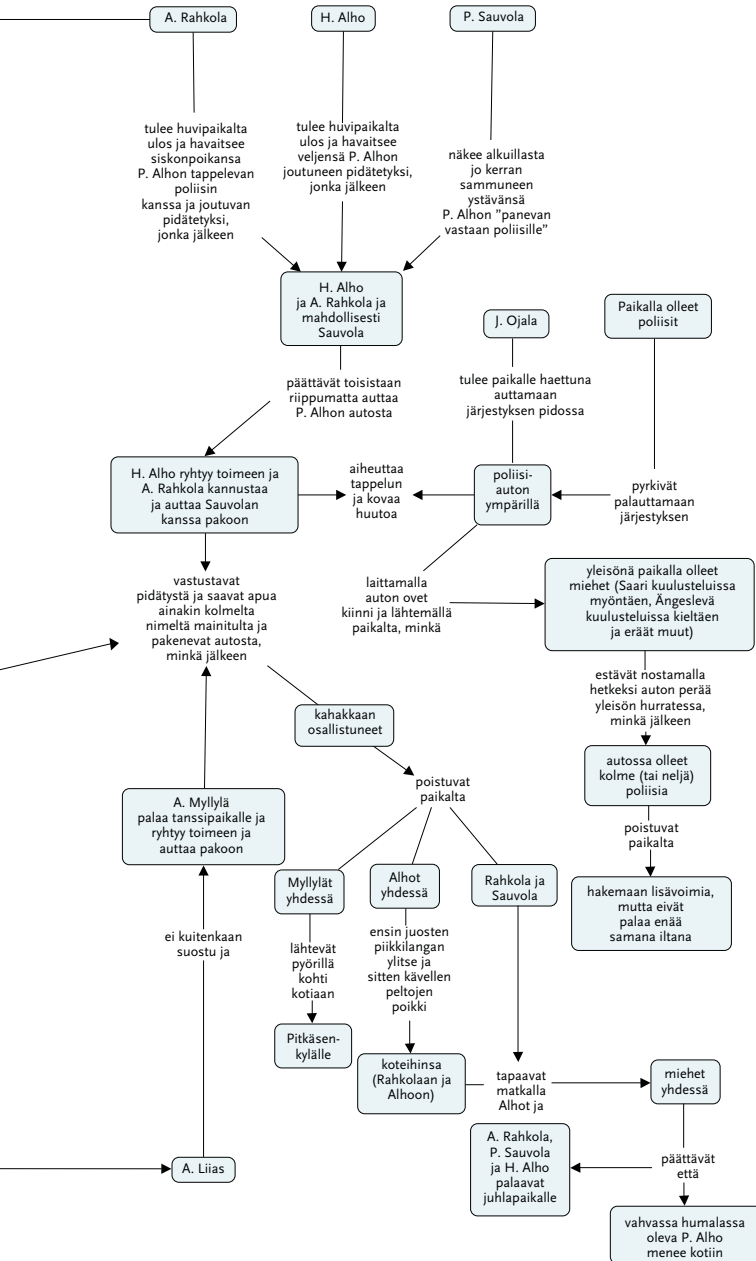 A. Rahkola
H. Alho
P. Sauvola
tulee huvipaikalta
ulos ja havaitsee
siskonpoikansa
P. Alhon tappelevan
poliisin
kanssa ja joutuvan
pidätetyksi,
jonka jälkeen
tulee huvipaikalta
ulos ja havaitsee
veljensä P. Alhon
joutuneen pidätetyksi,
jonka jälkeen
näkee alkuillasta
jo kerran
sammuneen
ystävänsä
P. Alhon ”panevan
vastaan poliisille”
H. Alho
ja A. Rahkola ja
mahdollisesti
Sauvola
J. Ojala
Paikalla olleet
poliisit
päättävät toisistaan
riippumatta auttaa
P. Alhon autosta
tulee paikalle haettuna
auttamaan
järjestyksen pidossa
H. Alho ryhtyy toimeen ja
A. Rahkola kannustaa
ja auttaa Sauvolan
kanssa pakoon
aiheuttaa
tappelun
ja kovaa
huutoa
poliisi-
auton
ympärillä
pyrkivät
palauttamaan
järjestyksen
vastustavat
pidätystä ja saavat apua
ainakin kolmelta
nimeltä mainitulta ja
pakenevat autosta,
minkä jälkeen
laittamalla
auton ovet
kiinni ja lähtemällä
paikalta, minkä
yleisönä paikalla olleet
miehet (Saari kuulusteluissa
myöntäen, Ängeslevä
kuulusteluissa kieltäen
ja eräät muut)
estävät nostamalla
hetkeksi auton perää
yleisön hurratessa,
minkä jälkeen
kahakkaan
osallistuneet
autossa olleet
kolme (tai neljä)
poliisia
poistuvat
paikalta
A. Myllylä
palaa tanssipaikalle ja
ryhtyy toimeen ja
auttaa pakoon
poistuvat
paikalta
Myllylät
yhdessä
Alhot
yhdessä
Rahkola ja
Sauvola
hakemaan lisävoimia,
mutta eivät
palaa enää
samana iltana
ei kuitenkaan
suostu ja
lähtevät
pyörillä
kohti
kotiaan
ensin juosten
piikkilangan
ylitse ja
sitten kävellen
peltojen
poikki
Pitkäsen-
kylälle
koteihinsa
(Rahkolaan ja
Alhoon)
tapaavat
matkalla
Alhot ja
miehet
yhdessä
A. Liias
A. Rahkola,
P. Sauvola
ja H. Alho
palaavat
juhlapaikalle
päättävät
että
vahvassa humalassa
oleva P. Alho
menee kotiin